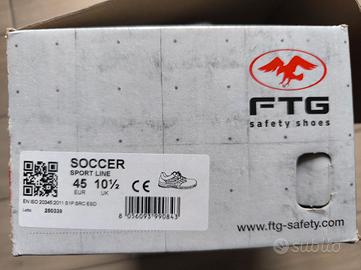 FTG
safety shoes
SOCCER
SPORT LINE
45 10½ CE
EUR UK
EN ISO 20345:2011 S1P SRC ESD
Lotto: 250339
8 056093 990843
www.ftg-safety.com
subito